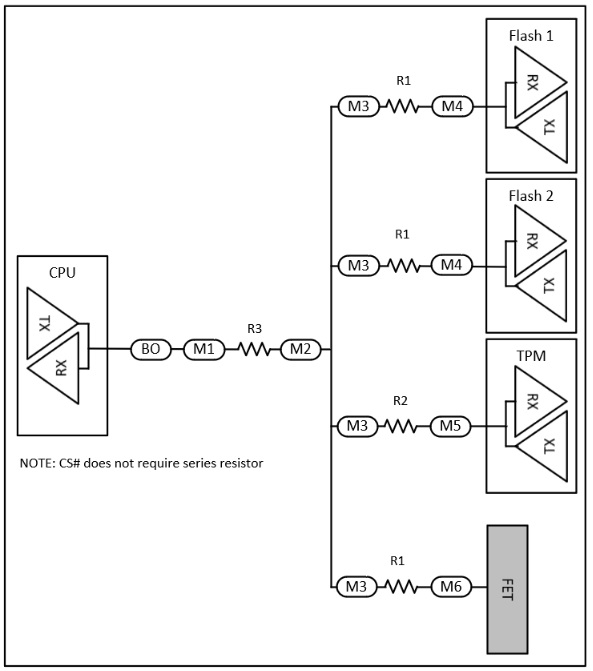 Flash 1
RX
TX
R1
M3
M4
Flash 2
RX
TX
R1
M3
M4
CPU
TX
RX
BO
M1
R3
M2
TPM
RX
TX
R2
M3
M5
NOTE: CS# does not require series resistor
R1
M3
M6
FET